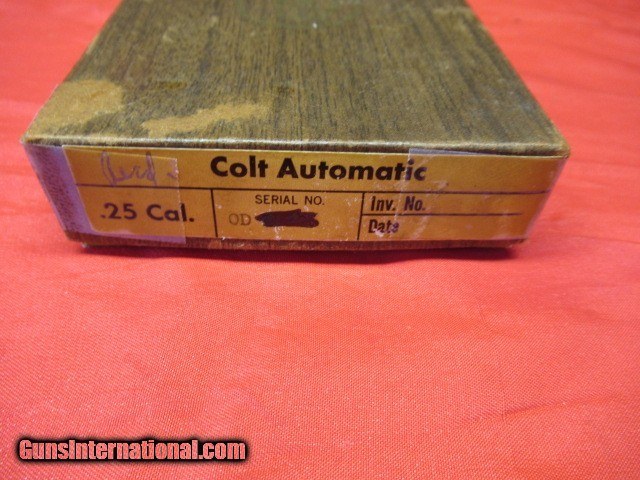 Colt Automatic
.25 Cal.
SERIAL NO.
OD
Inv. No.
Date
GunsInternational.com